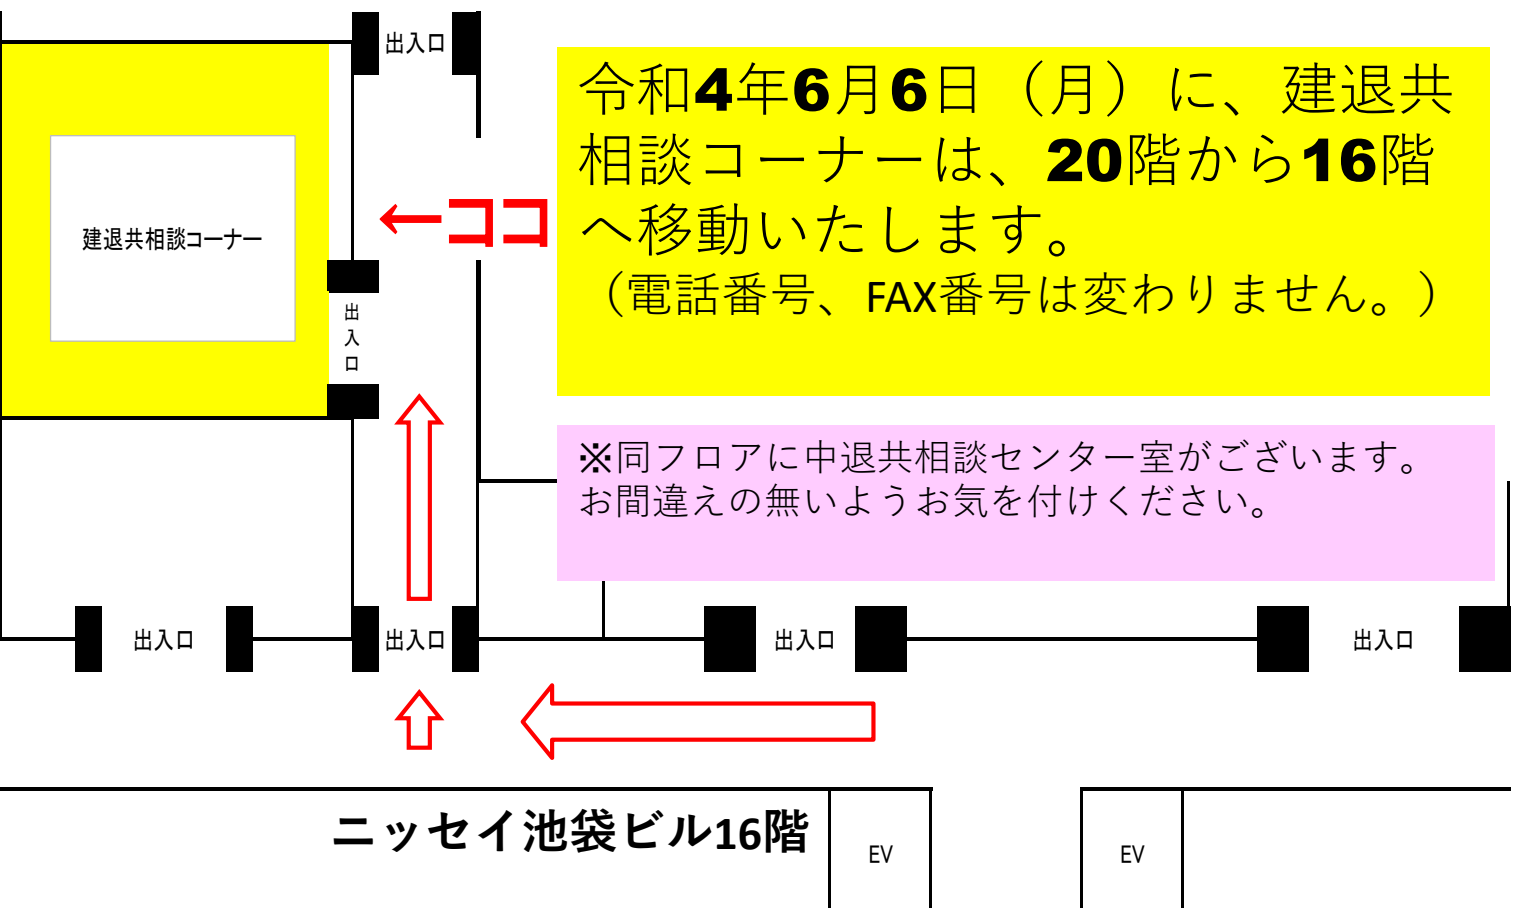 出入口
令和4年6月6日（月）に、建退共
相談コーナーは、20階から16階
へ移動いたします。
（電話番号、FAX番号は変わりません。）
←ココ
建退共相談コーナー
出入口
※同フロアに中退共相談センター室がございます。
お間違えの無いようお気を付けください。
出入口
出入口
出入口
出入口
ニッセイ池袋ビル16階
EV
EV